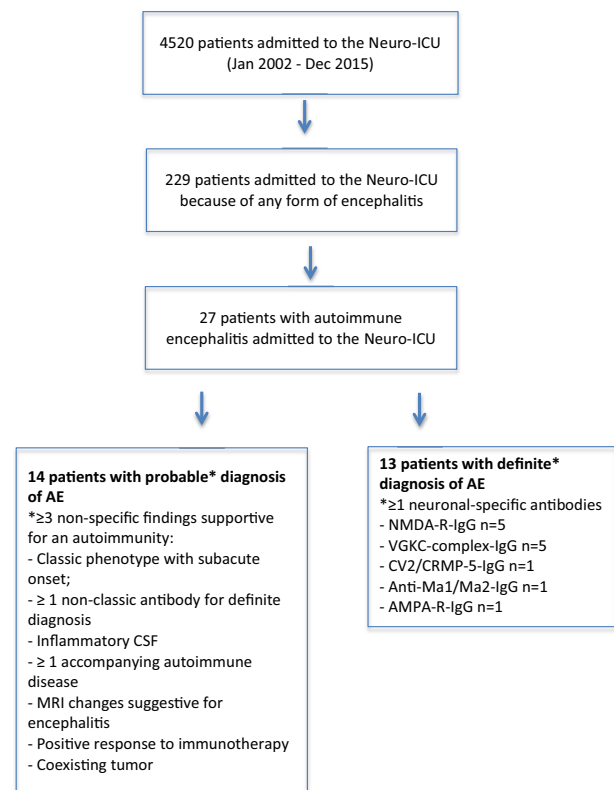 4520 patients admitted to the Neuro-ICU
(Jan 2002 - Dec 2015)
229 patients admitted to the Neuro-ICU
because of any form of encephalitis
27 patients with autoimmune
encephalitis admitted to the Neuro-ICU
14 patients with probable* diagnosis
of AE
*≥3 non-specific findings supportive
for an autoimmunity:
- Classic phenotype with subacute
onset;
- ≥ 1 non-classic antibody for definite
diagnosis
- Inflammatory CSF
- ≥ 1 accompanying autoimmune
disease
- MRI changes suggestive for
encephalitis
- Positive response to immunotherapy
- Coexisting tumor
13 patients with definite*
diagnosis of AE
*≥1 neuronal-specific antibodies
- NMDA-R-IgG n=5
- VGKC-complex-IgG n=5
- CV2/CRMP-5-IgG n=1
- Anti-Ma1/Ma2-IgG n=1
- AMPA-R-IgG n=1